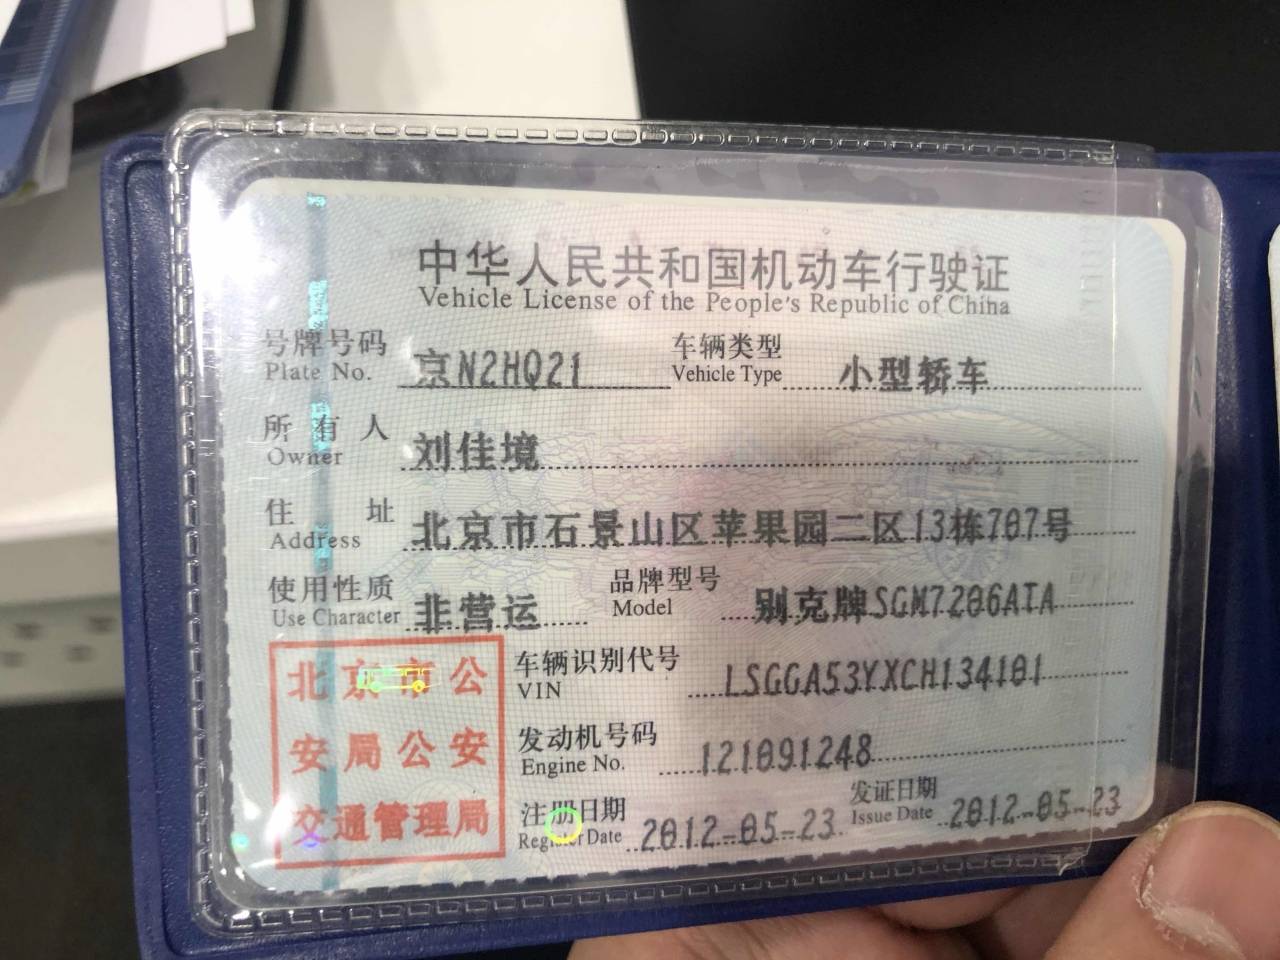 中华人民共和国机动车行驶证
Vehicle License of the People's Republic of China
号牌号码 京N2HQ21 车辆类型 小型轿车
Plate No. Vehicle Type
所有人 刘佳境
Owner
住址 北京市石景山区苹果园二区13栋707号
Address
使用性质 非营运 品牌型号 别克牌SGM7206ATA
Use Character Model
车辆识别代号 LSGGA53YXCH134101
VIN
发动机号码 121091248
Engine No.
注册日期 2012-05-23 发证日期 2012-05-23
Register Date Issue Date
北京市公
安局公安
交通管理局